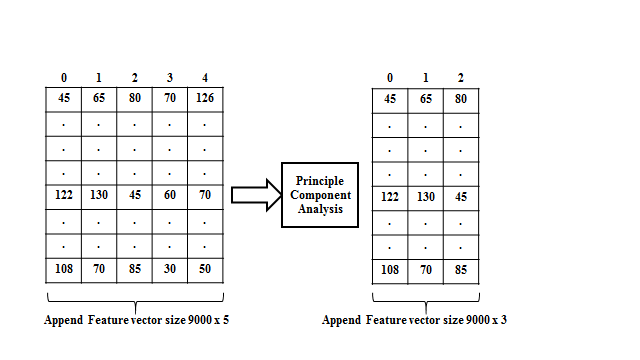 0 1 2 3 4
45 65 80 70 126
. . . . .
. . . . .
. . . . .
122 130 45 60 70
. . . . .
. . . . .
108 70 85 30 50
Append Feature vector size 9000 x 5
Principle
Component
Analysis
0 1 2
45 65 80
. . .
. . .
. . .
122 130 45
. . .
. . .
108 70 85
Append Feature vector size 9000 x 3